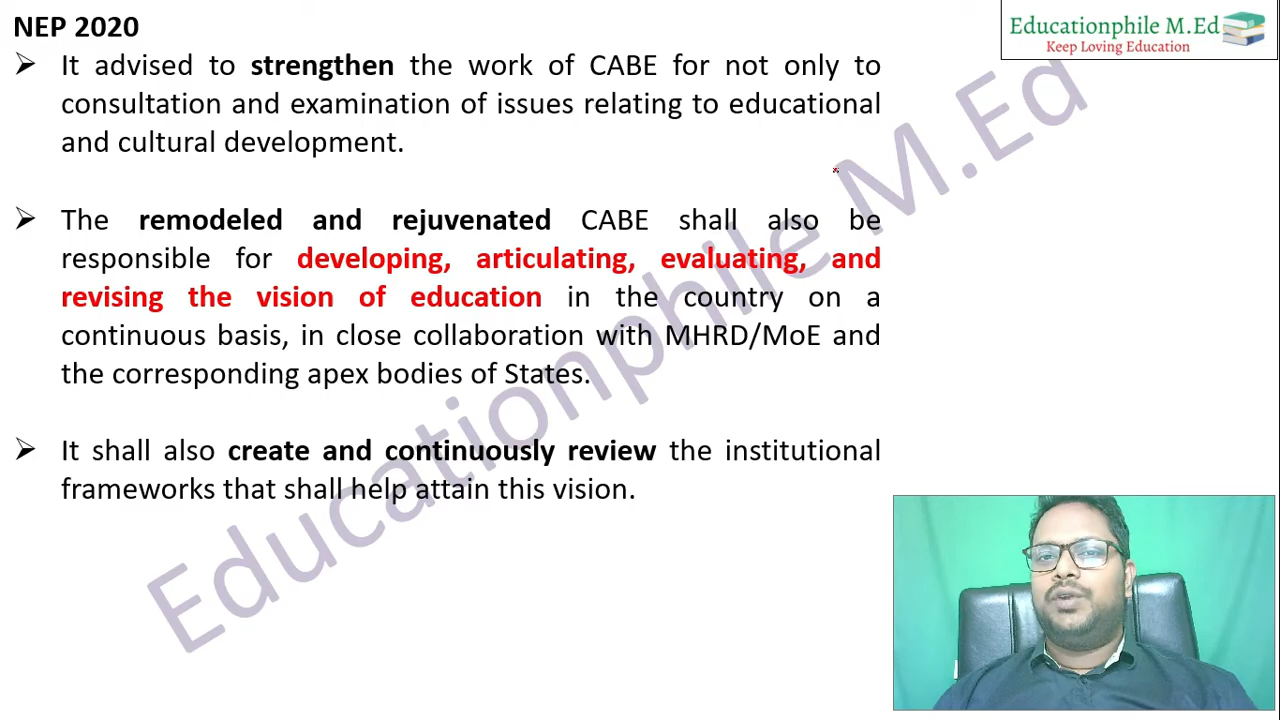 NEP 2020
Educationphile M.Ed
Keep Loving Education
➢ It advised to strengthen the work of CABE for not only to
consultation and examination of issues relating to educational
and cultural development.
➢ The remodeled and rejuvenated CABE shall also be
responsible for developing, articulating, evaluating, and
revising the vision of education in the country on a
continuous basis, in close collaboration with MHRD/MoE and
the corresponding apex bodies of States.
➢ It shall also create and continuously review the institutional
frameworks that shall help attain this vision.
Educationphile M.Ed